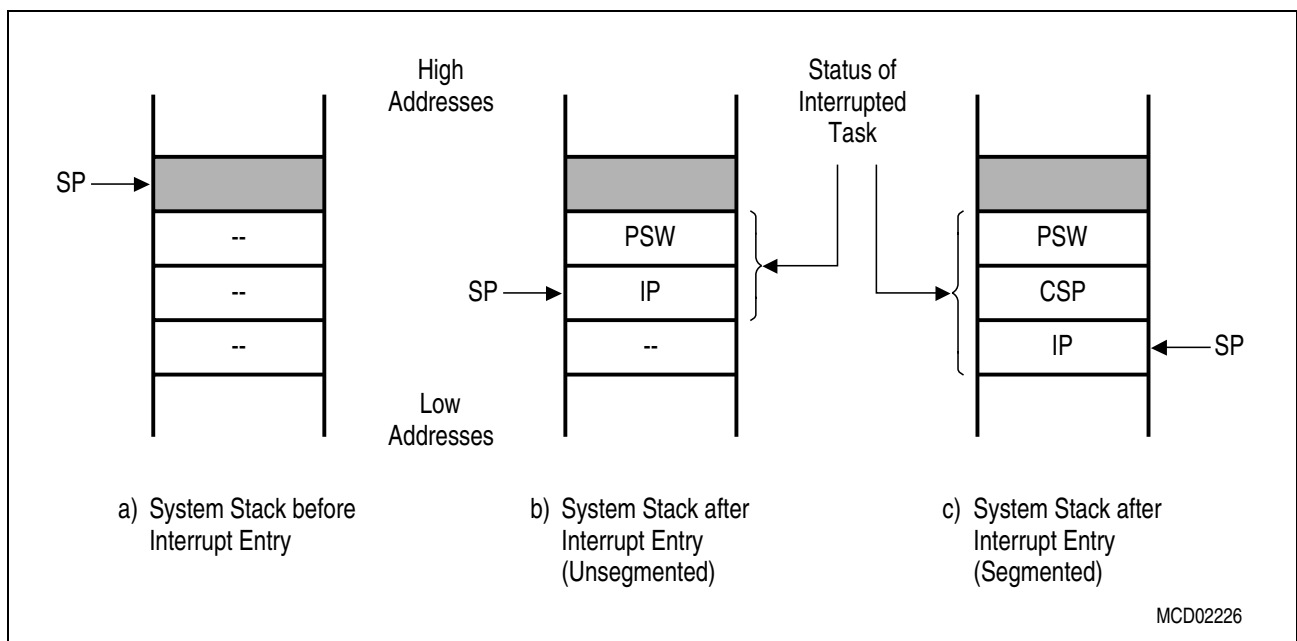 High
Addresses
Status of
Interrupted
Task
SP
--
PSW
PSW
--
SP
IP
CSP
--
--
IP
SP
Low
Addresses
a) System Stack before
Interrupt Entry
b) System Stack after
Interrupt Entry
(Unsegmented)
c) System Stack after
Interrupt Entry
(Segmented)
MCD02226